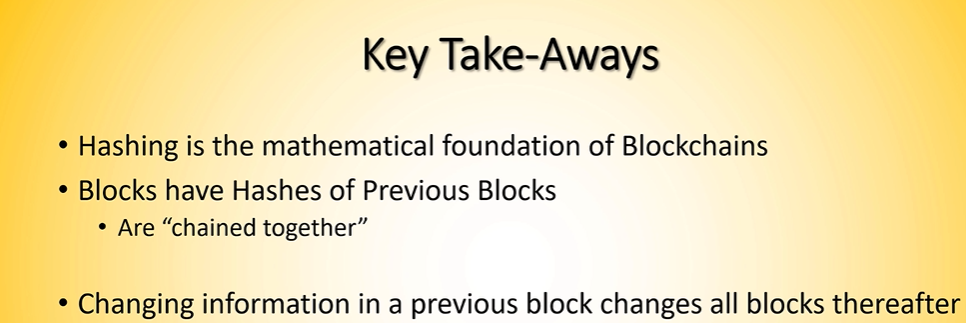 Key Take-Aways
• Hashing is the mathematical foundation of Blockchains
• Blocks have Hashes of Previous Blocks
• Are “chained together”
• Changing information in a previous block changes all blocks thereafter